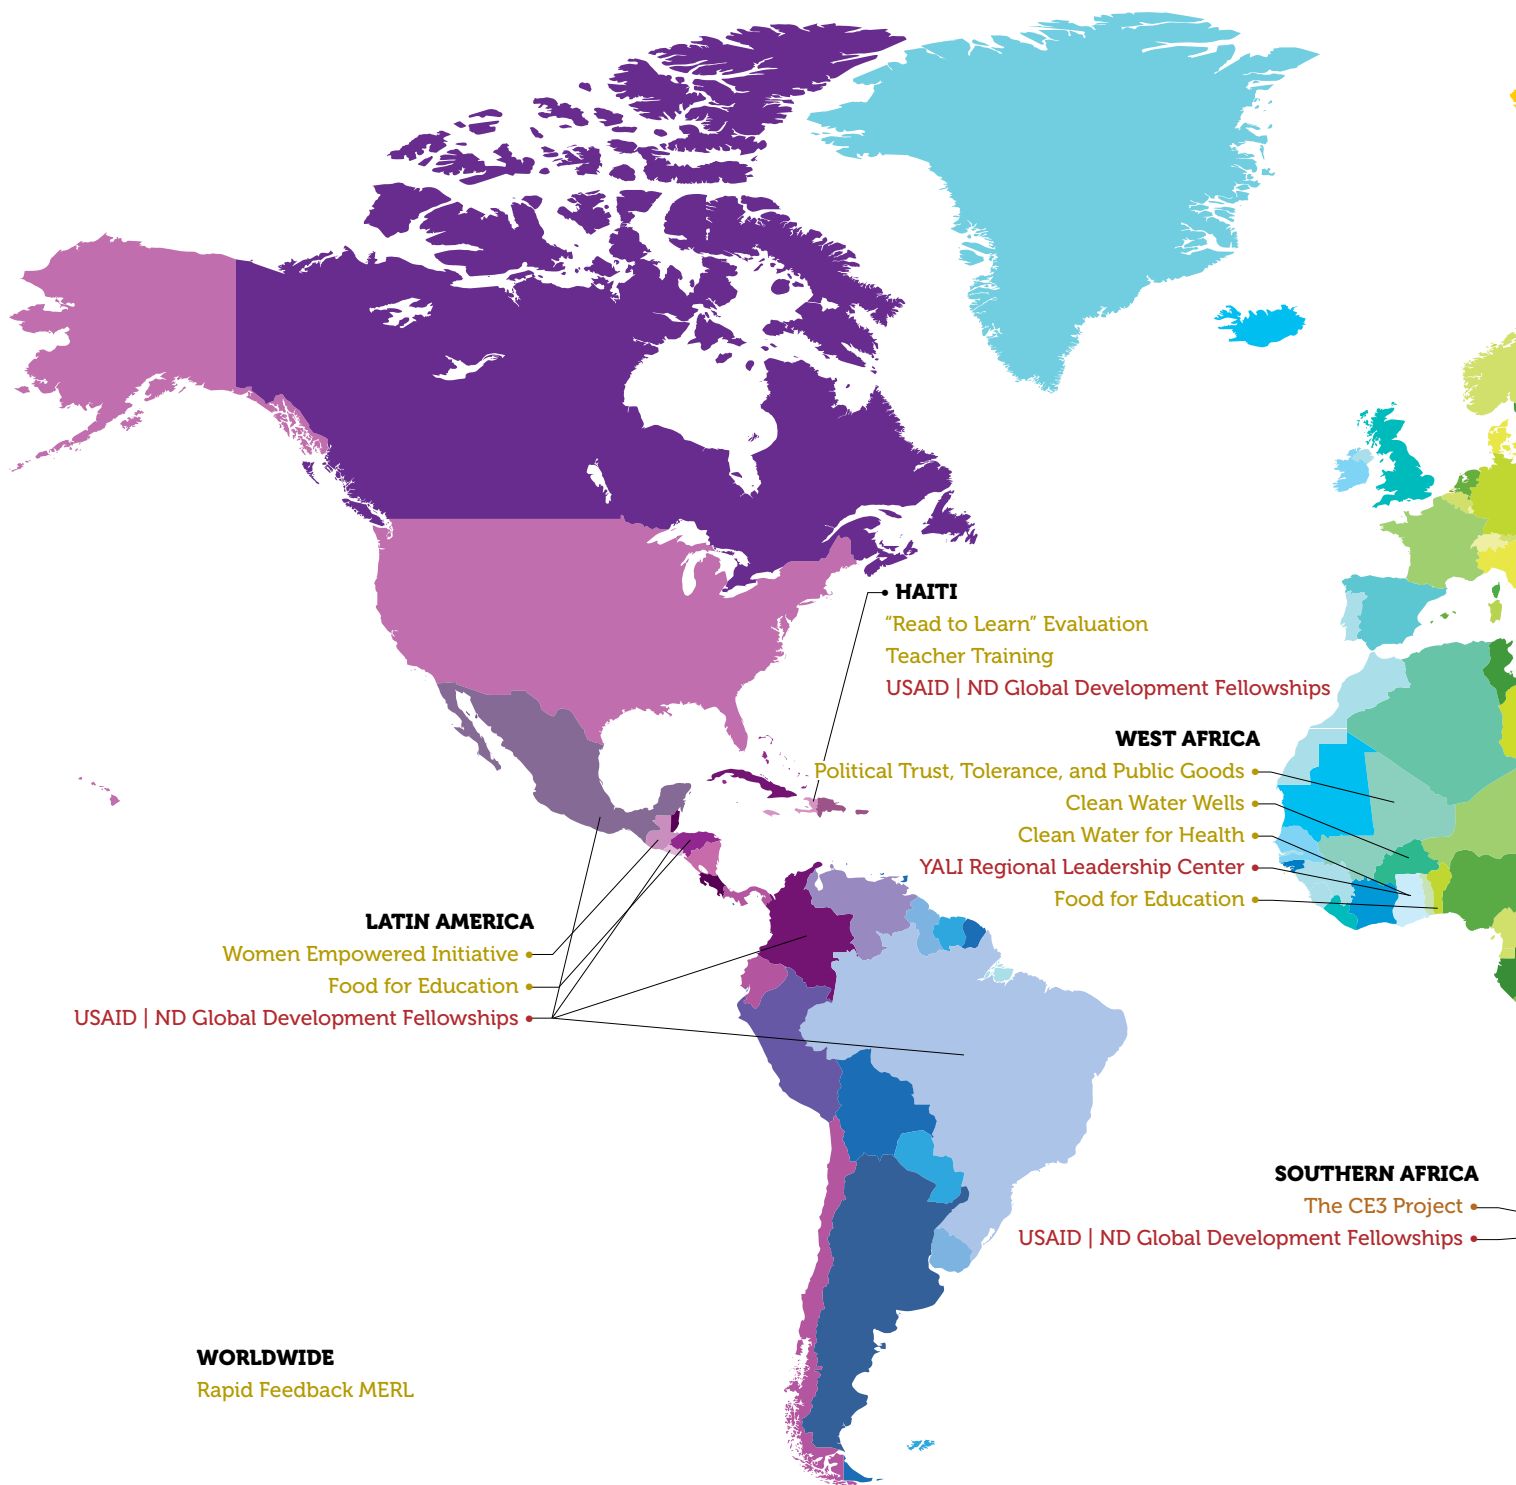 HAITI
“Read to Learn” Evaluation
Teacher Training
USAID | ND Global Development Fellowships
WEST AFRICA
Political Trust, Tolerance, and Public Goods
Clean Water Wells
Clean Water for Health
YALI Regional Leadership Center
Food for Education
LATIN AMERICA
Women Empowered Initiative
Food for Education
USAID | ND Global Development Fellowships
SOUTHERN AFRICA
The CE3 Project
USAID | ND Global Development Fellowships
WORLDWIDE
Rapid Feedback MERL